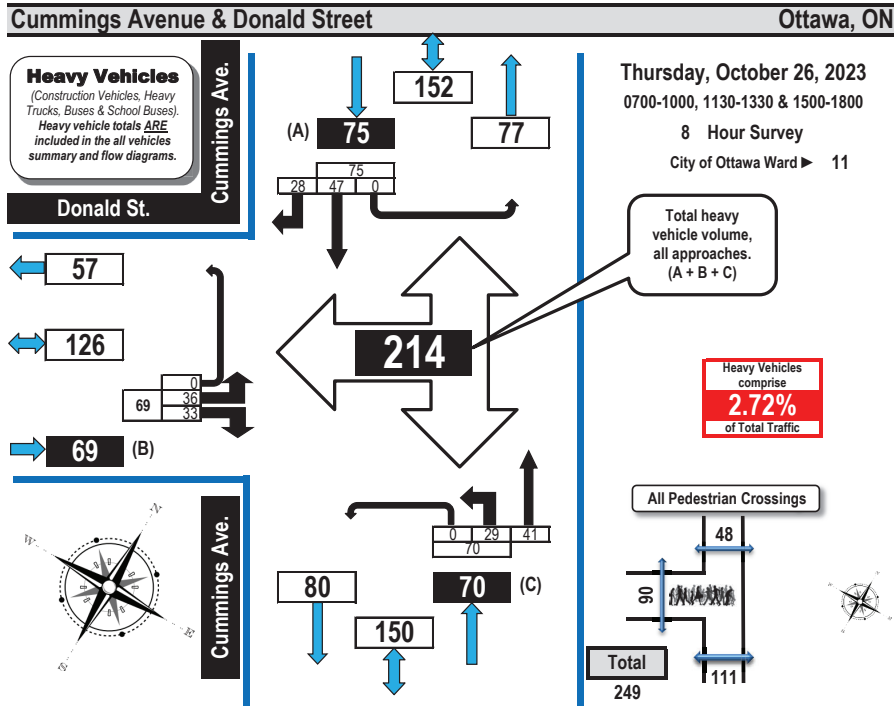 Cummings Avenue & Donald Street
Ottawa, ON
Heavy Vehicles
(Construction Vehicles, Heavy
Trucks, Buses & School Buses).
Heavy vehicle totals ARE
included in the all vehicles
summary and flow diagrams.
Cummings Ave.
Donald St.
152
(A) 75
77
75
28 47 0
Thursday, October 26, 2023
0700-1000, 1130-1330 & 1500-1800
8 Hour Survey
City of Ottawa Ward ► 11
Total heavy
vehicle volume,
all approaches.
(A + B + C)
57
126
214
0
69 36
33
69 (B)
Heavy Vehicles
comprise
2.72%
of Total Traffic
Cummings Ave.
N
W
E
S
0 29 41
70
80
70 (C)
150
All Pedestrian Crossings
48
90
111
Total
249